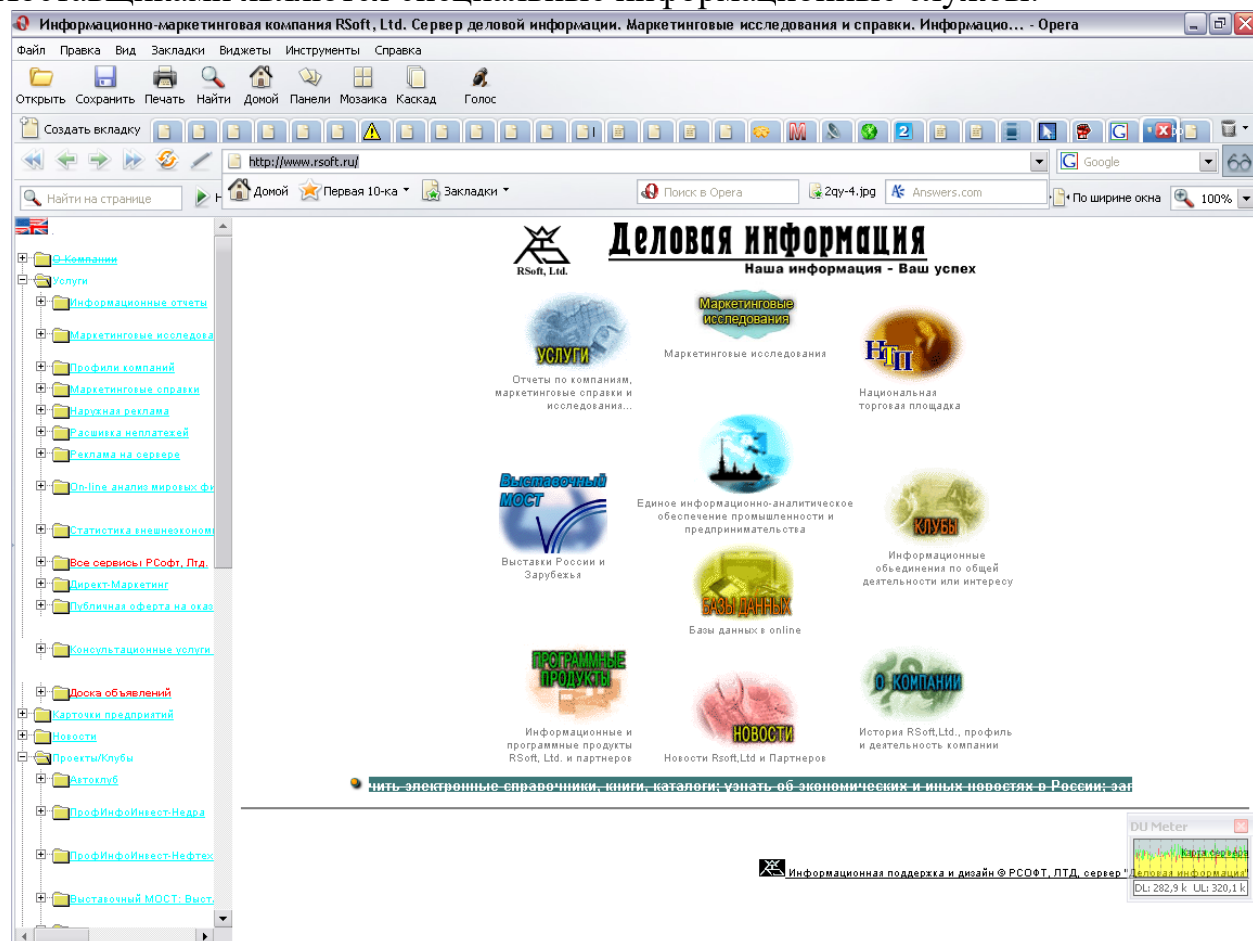 поставщиками являются специальные информационные службы.
Информационно-маркетинговая компания RSoft, Ltd. Сервер деловой информации. Маркетинговые исследования и справки. Информацио... - Opera
Файл Правка Вид Закладки Виджеты Инструменты Справка
Открыть Сохранить Печать Найти Домой Панели Мозаика Каскад Голос
Создать вкладку
http://www.rsoft.ru/ Google
Найти на странице Домой Первая 10-ка Закладки Поиск в Opera 2qy-4.jpg Answers.com По ширине окна 100%
О Компании
Услуги
Информационные отчеты
Маркетинговые исследова
Профили компаний
Маркетинговые справки
Наружная реклама
Расшивка неплатежей
Реклама на сервере
On-line анализ мировых фи
Статистика внешнеэконом
Все сервисы РСофт, Лтд.
Директ-Маркетинг
Публичная оферта на оказ
Консультационные услуги
Доска объявлений
Карточки предприятий
Новости
Проекты/Клубы
Автоклуб
ПрофИнфоИнвест-Недра
ПрофИнфоИнвест-Нефтех
Выставочный МОСТ: Выст
RSoft, Ltd.
Деловая информация
Наша информация - Ваш успех
УСЛУГИ
Отчеты по компаниям,
маркетинговые справки и
исследования...
Маркетинговые
исследования
Маркетинговые исследования
НТП
Национальная
торговая площадка
Выставочный
МОСТ
Выставки России и
Зарубежья
Единое информационно-аналитическое
обеспечение промышленности и
предпринимательства
КЛУБЫ
Информационные
объединения по общей
деятельности или интересу
БАЗЫ ДАННЫХ
Базы данных в online
ПРОГРАММНЫЕ
ПРОДУКТЫ
Информационные и
программные продукты
RSoft, Ltd. и партнеров
НОВОСТИ
Новости Rsoft,Ltd и Партнеров
О КОМПАНИИ
История RSoft,Ltd., профиль
и деятельность компании
чить электронные справочники, книги, каталоги; узнать об экономических и иных новостях в России; зап
DU Meter
Карта сервера
Информационная поддержка и дизайн © РСОФТ, ЛТД, сервер "Деловая информация"
DL: 282,9 k UL: 320,1 k